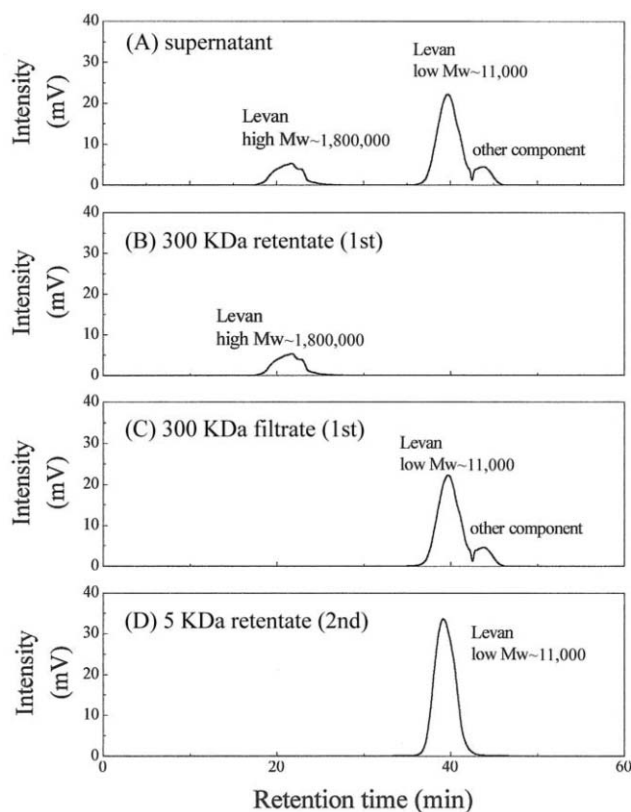 (A) supernatant
Levan
low Mw~11,000
Levan
high Mw~1,800,000
other component
Intensity
(mV)
40
30
20
10
0
(B) 300 KDa retentate (1st)
Levan
high Mw~1,800,000
Intensity
(mV)
40
30
20
10
0
(C) 300 KDa filtrate (1st)
Levan
low Mw~11,000
other component
Intensity
(mV)
40
30
20
10
0
(D) 5 KDa retentate (2nd)
Levan
low Mw~11,000
Intensity
(mV)
40
30
20
10
0
0 20 40 60
Retention time (min)